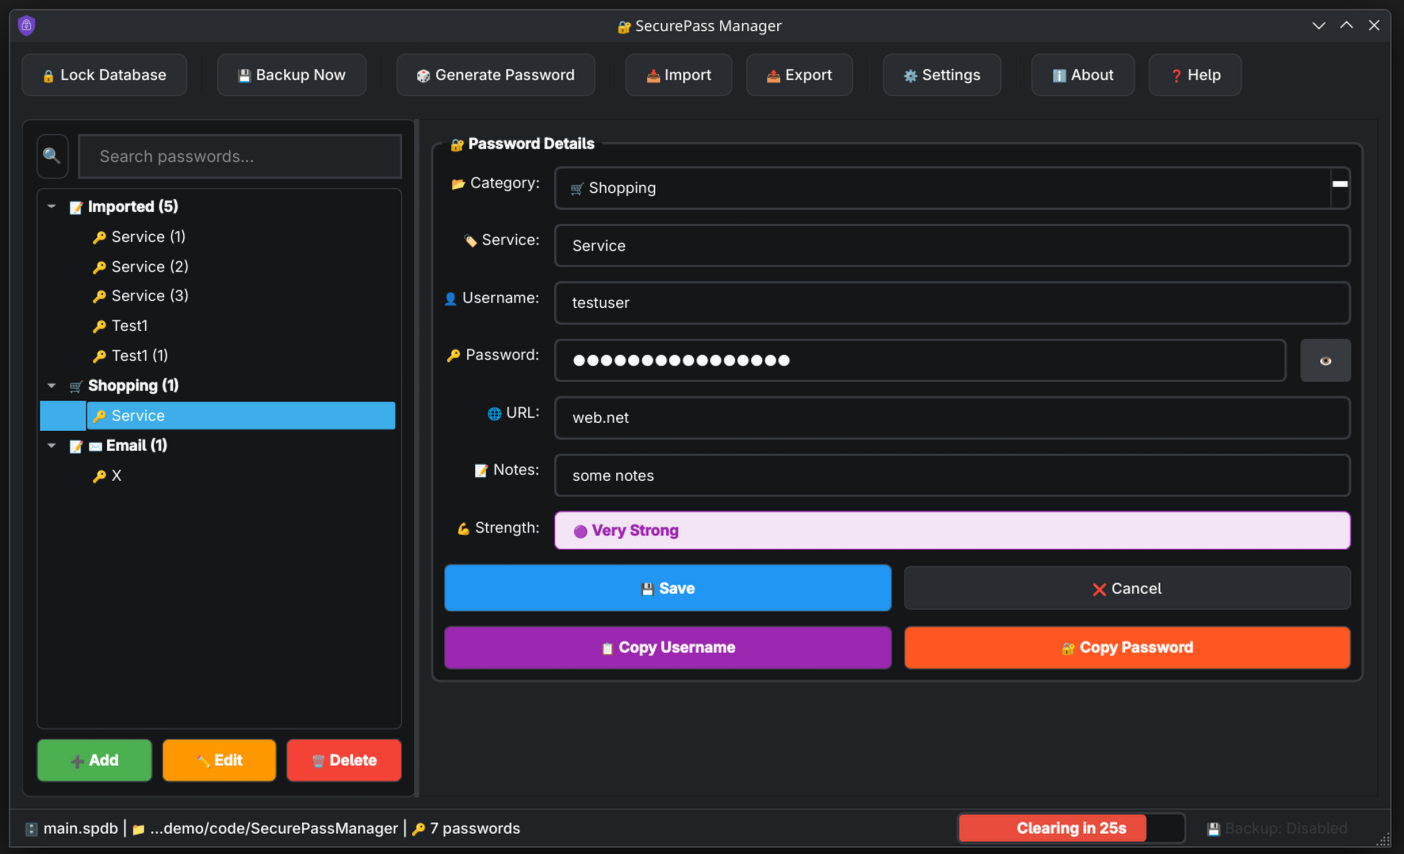 🔐 SecurePass Manager
🔒 Lock Database
💾 Backup Now
🎲 Generate Password
📥 Import
📤 Export
⚙️ Settings
ℹ️ About
❓ Help
🔍 Search passwords...
📝 Imported (5)
🔑 Service (1)
🔑 Service (2)
🔑 Service (3)
🔑 Test1
🔑 Test1 (1)
🛒 Shopping (1)
🔑 Service
📝 ✉️ Email (1)
🔑 X
➕ Add
✏️ Edit
🗑️ Delete
🔐 Password Details
📂 Category: 🛒 Shopping
🏷️ Service: Service
👤 Username: testuser
🔑 Password: ●●●●●●●●●●●●●●●●
🌐 URL: web.net
📝 Notes: some notes
💪 Strength: 🟣 Very Strong
💾 Save
❌ Cancel
📋 Copy Username
🔐 Copy Password
🗄️ main.spdb | 📁 ...demo/code/SecurePassManager | 🔑 7 passwords
Clearing in 25s
💾 Backup: Disabled